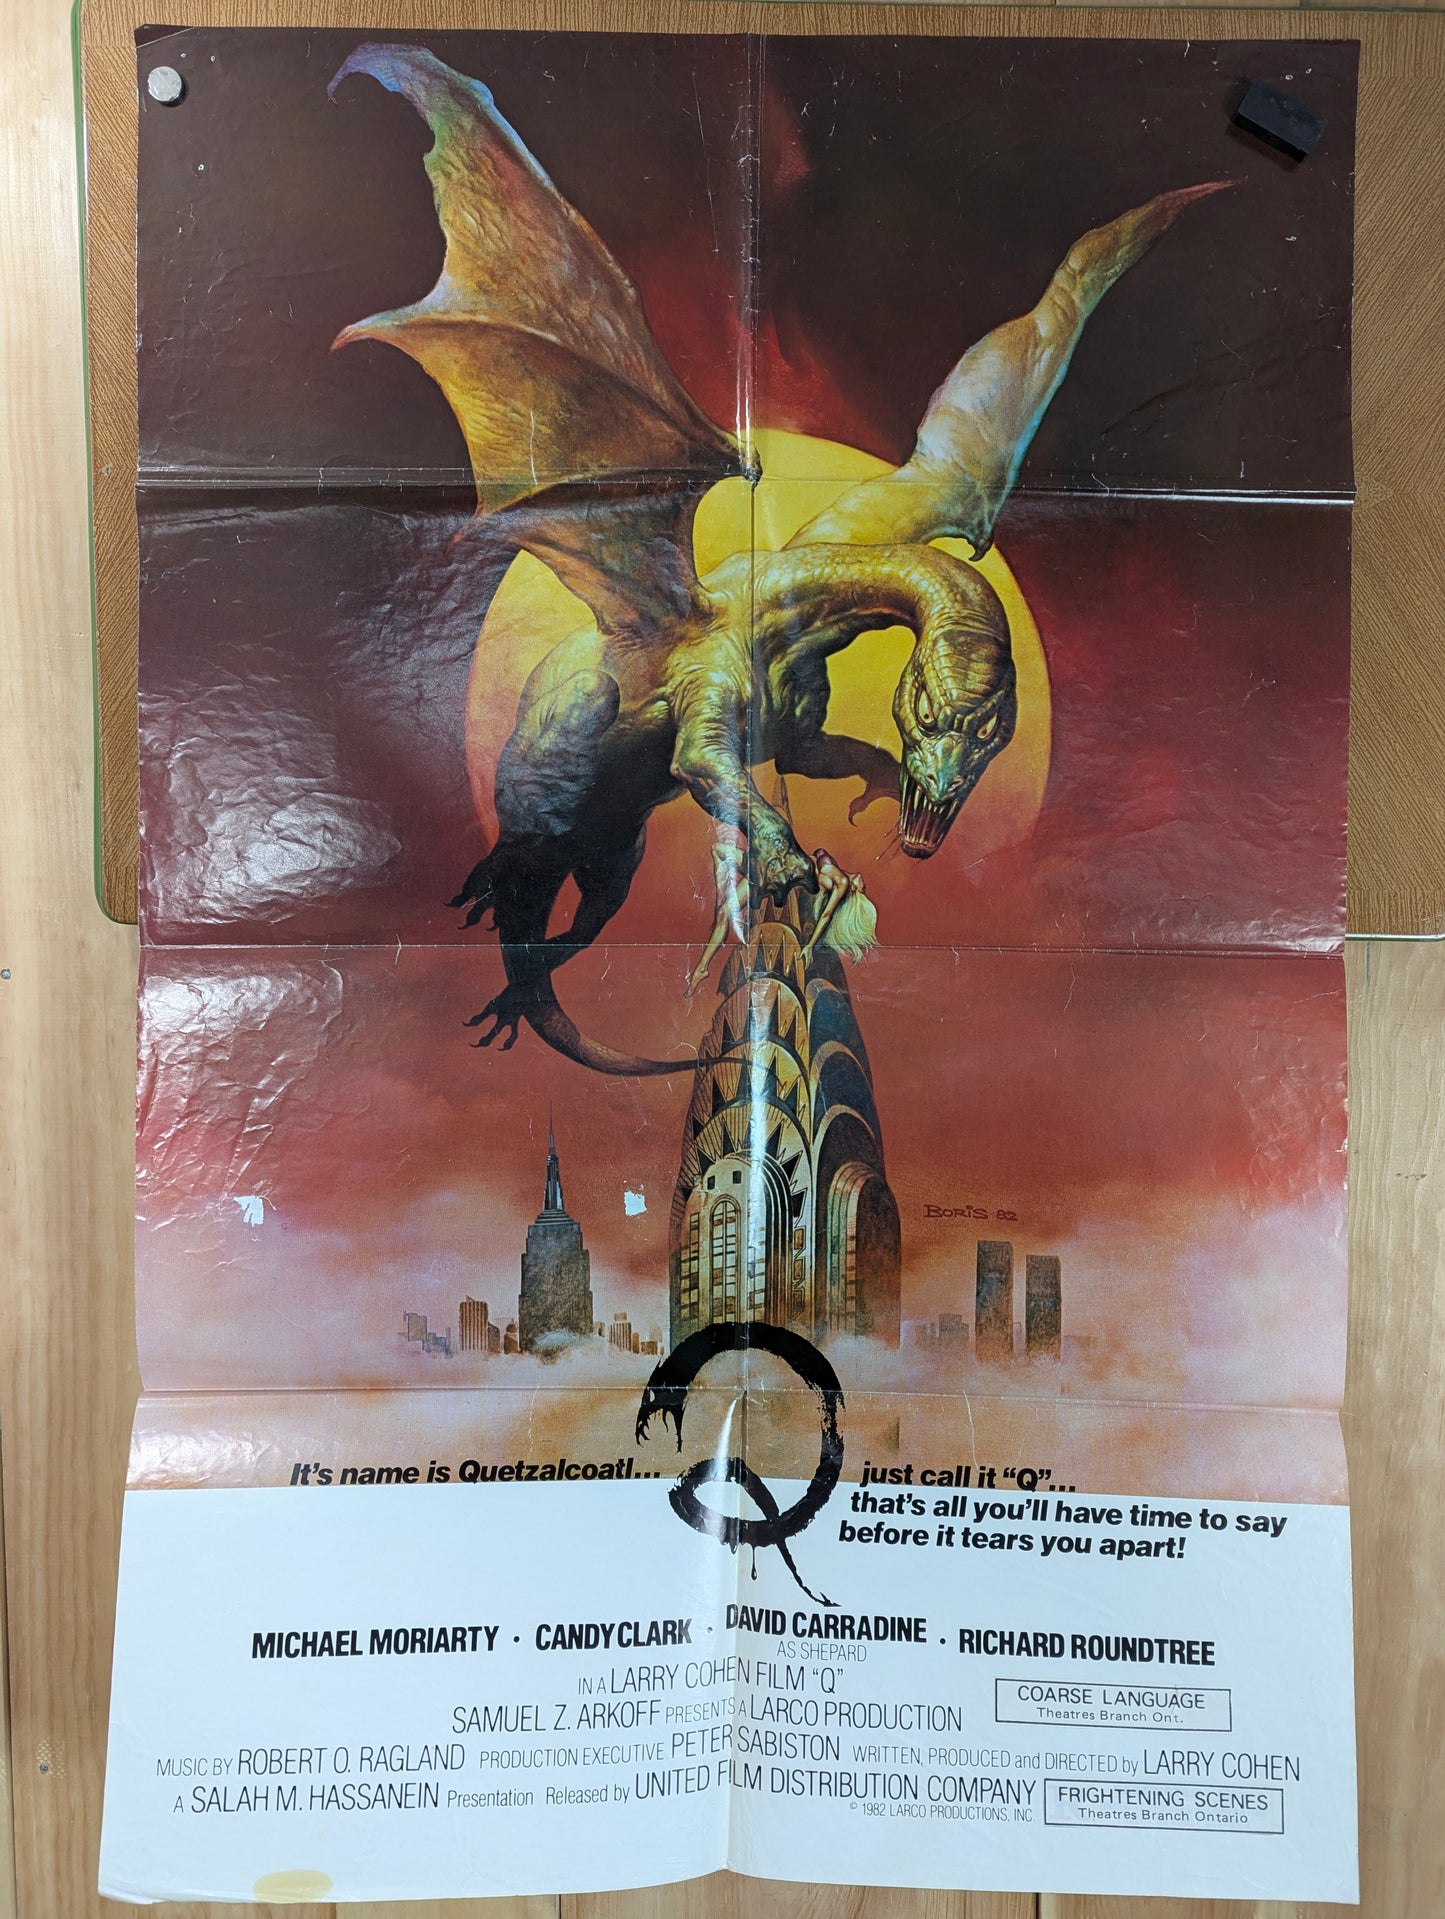 BORIS 82
Q
It's name is Quetzalcoatl...
just call it "Q"...
that's all you'll have time to say
before it tears you apart!
MICHAEL MORIARTY · CANDY CLARK · DAVID CARRADINE · RICHARD ROUNDTREE
AS SHEPARD
IN A LARRY COHEN FILM "Q"
SAMUEL Z. ARKOFF PRESENTS A LARCO PRODUCTION
COARSE LANGUAGE
Theatres Branch Ont.
MUSIC BY ROBERT O. RAGLAND PRODUCTION EXECUTIVE PETER SABISTON WRITTEN, PRODUCED and DIRECTED by LARRY COHEN
A SALAH M. HASSANEIN Presentation Released by UNITED FILM DISTRIBUTION COMPANY
© 1982 LARCO PRODUCTIONS, INC.
FRIGHTENING SCENES
Theatres Branch Ontario